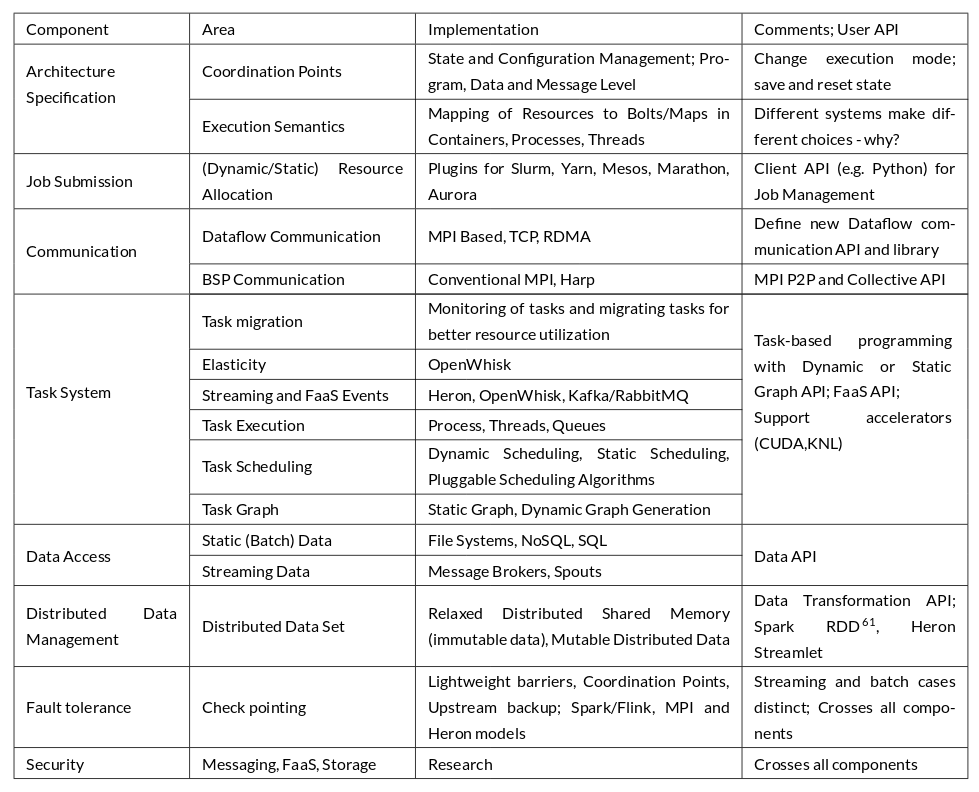 Component
Area
Implementation
Comments; User API
Architecture
Specification
Coordination Points
State and Configuration Management; Pro-
gram, Data and Message Level
Change execution mode;
save and reset state
Execution Semantics
Mapping of Resources to Bolts/Maps in
Containers, Processes, Threads
Different systems make dif-
ferent choices - why?
Job Submission
(Dynamic/Static) Resource
Allocation
Plugins for Slurm, Yarn, Mesos, Marathon,
Aurora
Client API (e.g. Python) for
Job Management
Communication
Dataflow Communication
MPI Based, TCP, RDMA
Define new Dataflow com-
munication API and library
BSP Communication
Conventional MPI, Harp
MPI P2P and Collective API
Task System
Task migration
Monitoring of tasks and migrating tasks for
better resource utilization
Task-based programming
with Dynamic or Static
Graph API; FaaS API;
Support accelerators
(CUDA,KNL)
Elasticity
OpenWhisk
Streaming and FaaS Events
Heron, OpenWhisk, Kafka/RabbitMQ
Task Execution
Process, Threads, Queues
Task Scheduling
Dynamic Scheduling, Static Scheduling,
Pluggable Scheduling Algorithms
Task Graph
Static Graph, Dynamic Graph Generation
Data Access
Static (Batch) Data
File Systems, NoSQL, SQL
Data API
Streaming Data
Message Brokers, Spouts
Distributed Data
Management
Distributed Data Set
Relaxed Distributed Shared Memory
(immutable data), Mutable Distributed Data
Data Transformation API;
Spark RDD61, Heron
Streamlet
Fault tolerance
Check pointing
Lightweight barriers, Coordination Points,
Upstream backup; Spark/Flink, MPI and
Heron models
Streaming and batch cases
distinct; Crosses all compo-
nents
Security
Messaging, FaaS, Storage
Research
Crosses all components